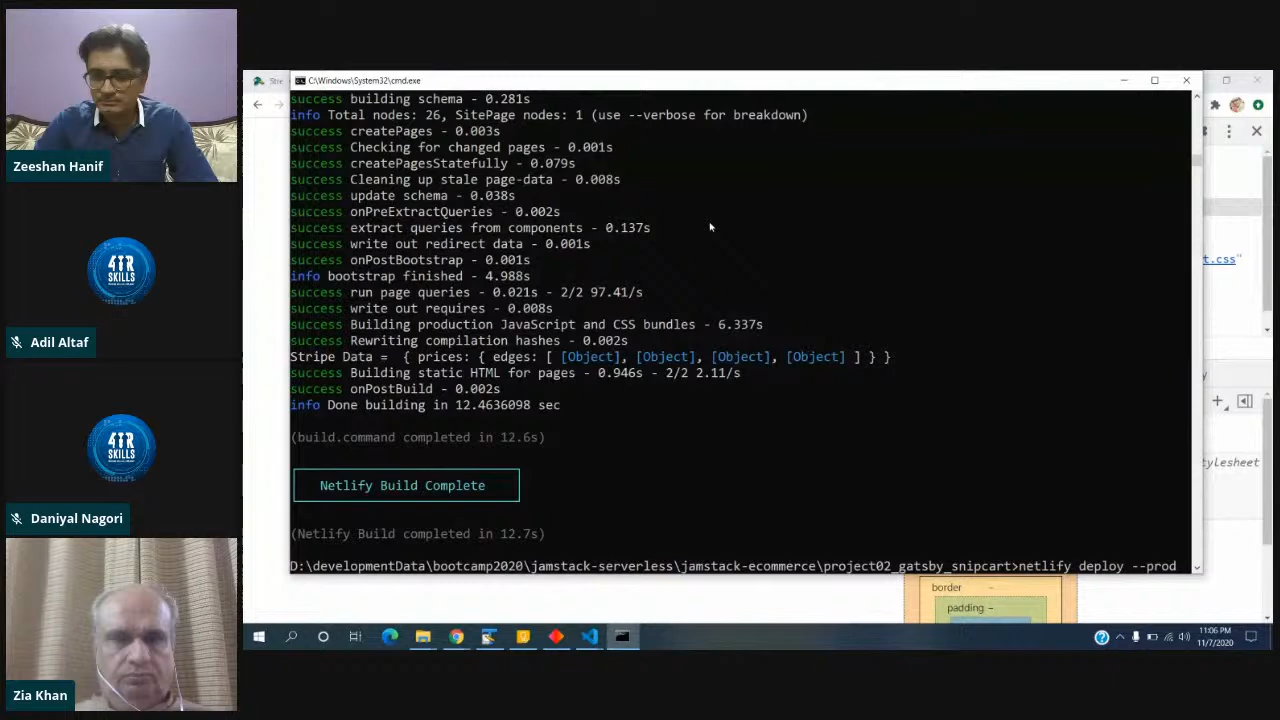 Zeeshan Hanif
4IR
SKILLS
Adil Altaf
4IR
SKILLS
Daniyal Nagori
Zia Khan
Stre
C:\Windows\System32\cmd.exe
success building schema - 0.281s
info Total nodes: 26, SitePage nodes: 1 (use --verbose for breakdown)
success createPages - 0.003s
success Checking for changed pages - 0.001s
success createPagesStatefully - 0.079s
success Cleaning up stale page-data - 0.008s
success update schema - 0.038s
success onPreExtractQueries - 0.002s
success extract queries from components - 0.137s
success write out redirect data - 0.001s
success onPostBootstrap - 0.001s
info bootstrap finished - 4.988s
success run page queries - 0.021s - 2/2 97.41/s
success write out requires - 0.008s
success Building production JavaScript and CSS bundles - 6.337s
success Rewriting compilation hashes - 0.002s
Stripe Data =  { prices: { edges: [ [Object], [Object], [Object], [Object] ] } }
success Building static HTML for pages - 0.946s - 2/2 2.11/s
success onPostBuild - 0.002s
info Done building in 12.4636098 sec
(build.command completed in 12.6s)
Netlify Build Complete
(Netlify Build completed in 12.7s)
D:\developmentData\bootcamp2020\jamstack-serverless\jamstack-ecommerce\project02_gatsby_snipcart>netlify deploy --prod
t.css"
y
tylesheet
border –
padding –
11:06 PM
11/7/2020